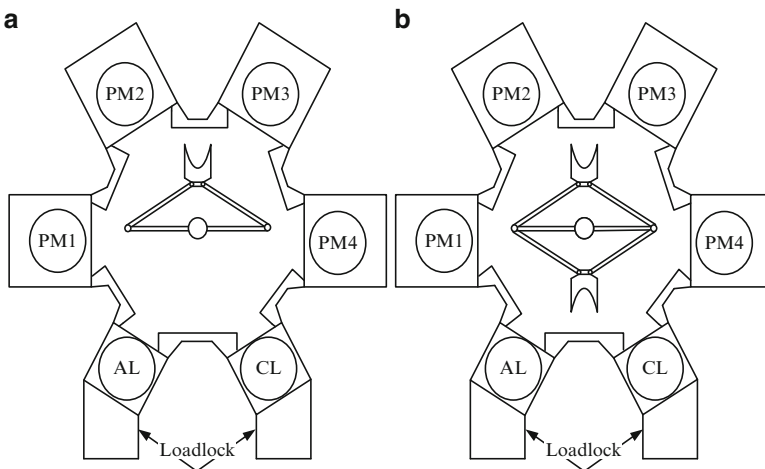 a
PM2
PM3
PM1
PM4
AL
CL
Loadlock
b
PM2
PM3
PM1
PM4
AL
CL
Loadlock